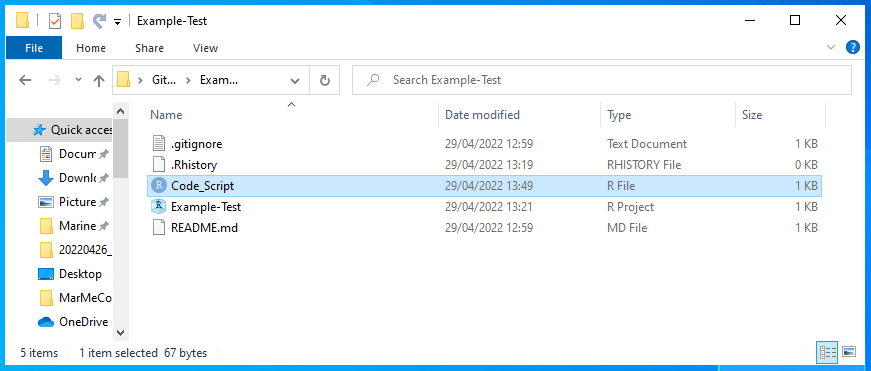 Example-Test
File Home Share View
Git... Exam... Search Example-Test
Name Date modified Type Size
Quick acces
Docum
Downlo
Picture
Marine
20220426_
Desktop
MarMeCo
OneDrive
.gitignore 29/04/2022 12:59 Text Document 1 KB
.Rhistory 29/04/2022 13:19 RHISTORY File 0 KB
Code_Script 29/04/2022 13:49 R File 1 KB
Example-Test 29/04/2022 13:21 R Project 1 KB
README.md 29/04/2022 12:59 MD File 1 KB
5 items 1 item selected 67 bytes